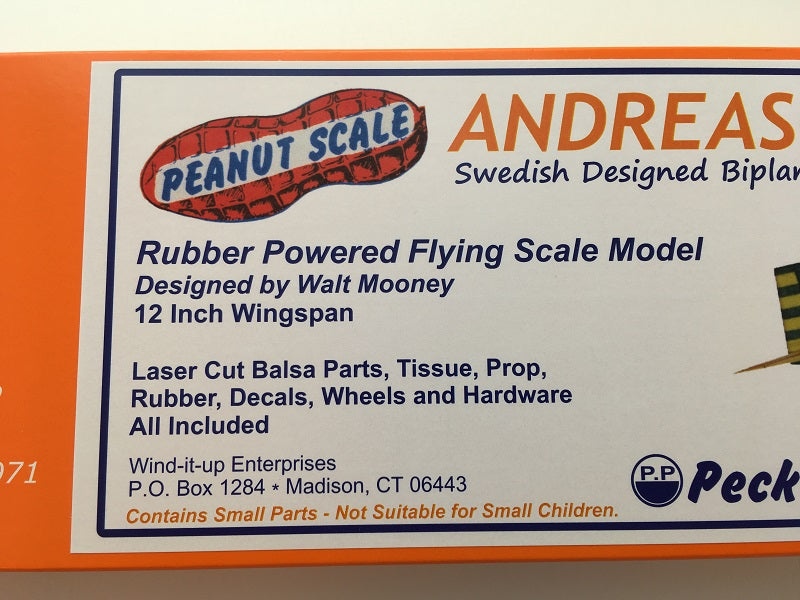 PEANUT SCALE
ANDREAS
Swedish Designed Biplan
Rubber Powered Flying Scale Model
Designed by Walt Mooney
12 Inch Wingspan
Laser Cut Balsa Parts, Tissue, Prop,
Rubber, Decals, Wheels and Hardware
All Included
Wind-it-up Enterprises
P.O. Box 1284 * Madison, CT 06443
Contains Small Parts - Not Suitable for Small Children.
P.P Peck
071